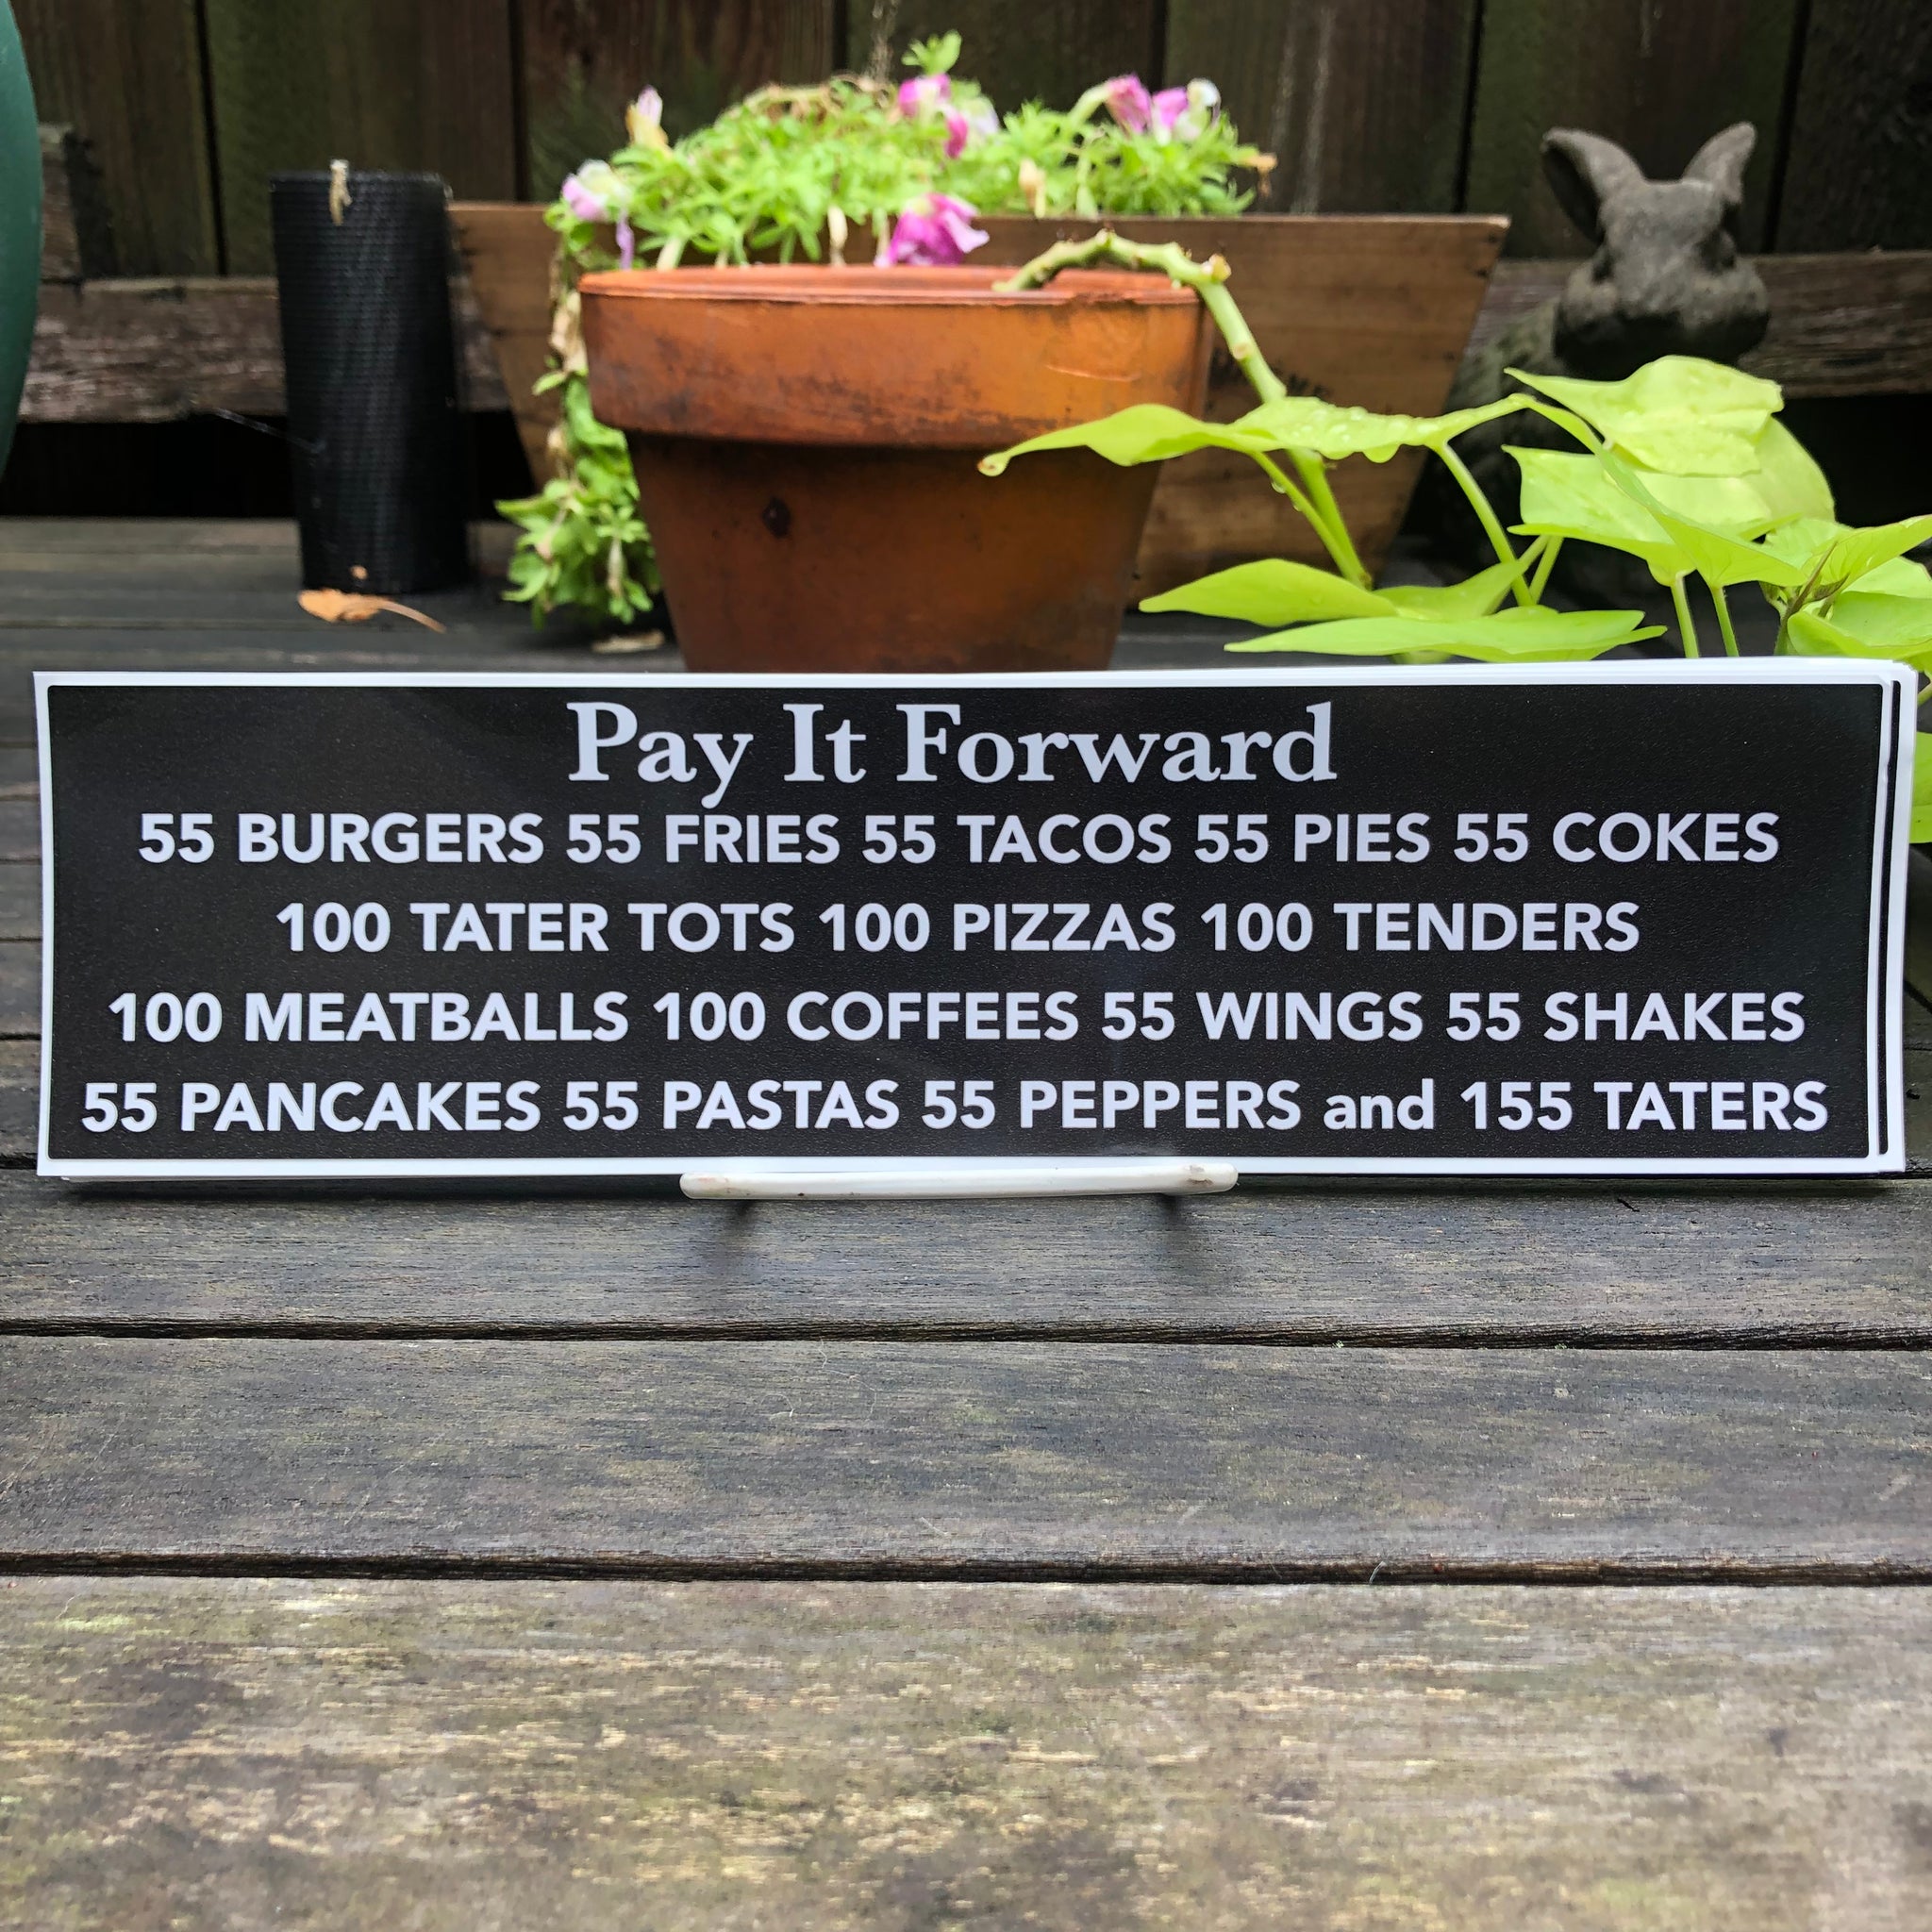 Pay It Forward
55 BURGERS 55 FRIES 55 TACOS 55 PIES 55 COKES
100 TATER TOTS 100 PIZZAS 100 TENDERS
100 MEATBALLS 100 COFFEES 55 WINGS 55 SHAKES
55 PANCAKES 55 PASTAS 55 PEPPERS and 155 TATERS